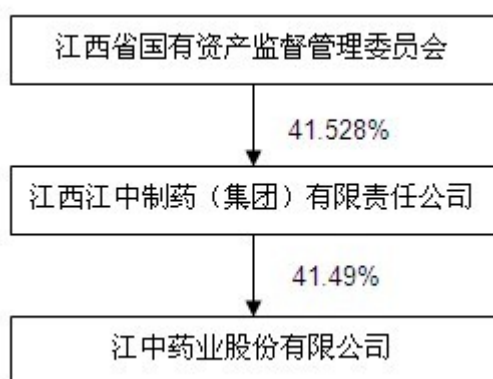 江西省国有资产监督管理委员会
41.528%
江西江中制药（集团）有限责任公司
41.49%
江中药业股份有限公司